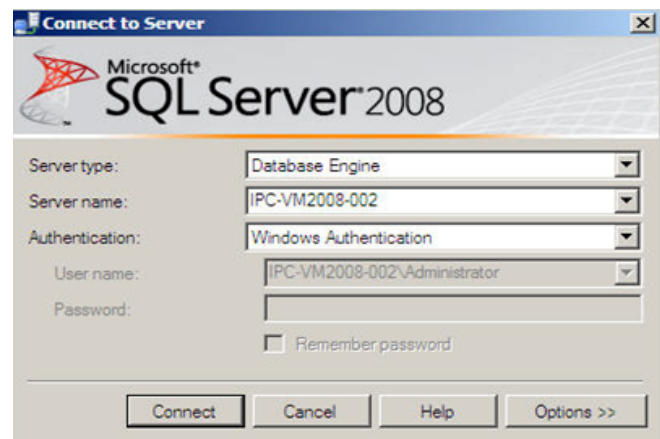 Connect to Server
Microsoft®
SQL Server® 2008
Server type: Database Engine
Server name: IPC-VM2008-002
Authentication: Windows Authentication
User name: IPC-VM2008-002\Administrator
Password:
Remember password
Connect Cancel Help Options >>